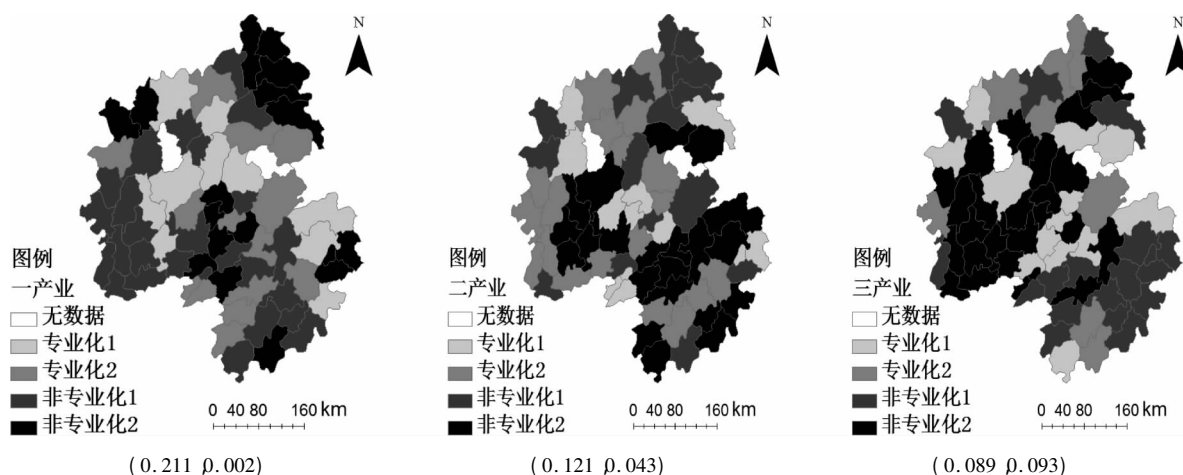 N
N
N
图例
一产业
无数据
专业化1
专业化2
非专业化1
非专业化2
0 40 80 160 km
图例
二产业
无数据
专业化1
专业化2
非专业化1
非专业化2
0 40 80 160 km
图例
三产业
无数据
专业化1
专业化2
非专业化1
非专业化2
0 40 80 160 km
(0.211,0.002)
(0.121,0.043)
(0.089,0.093)